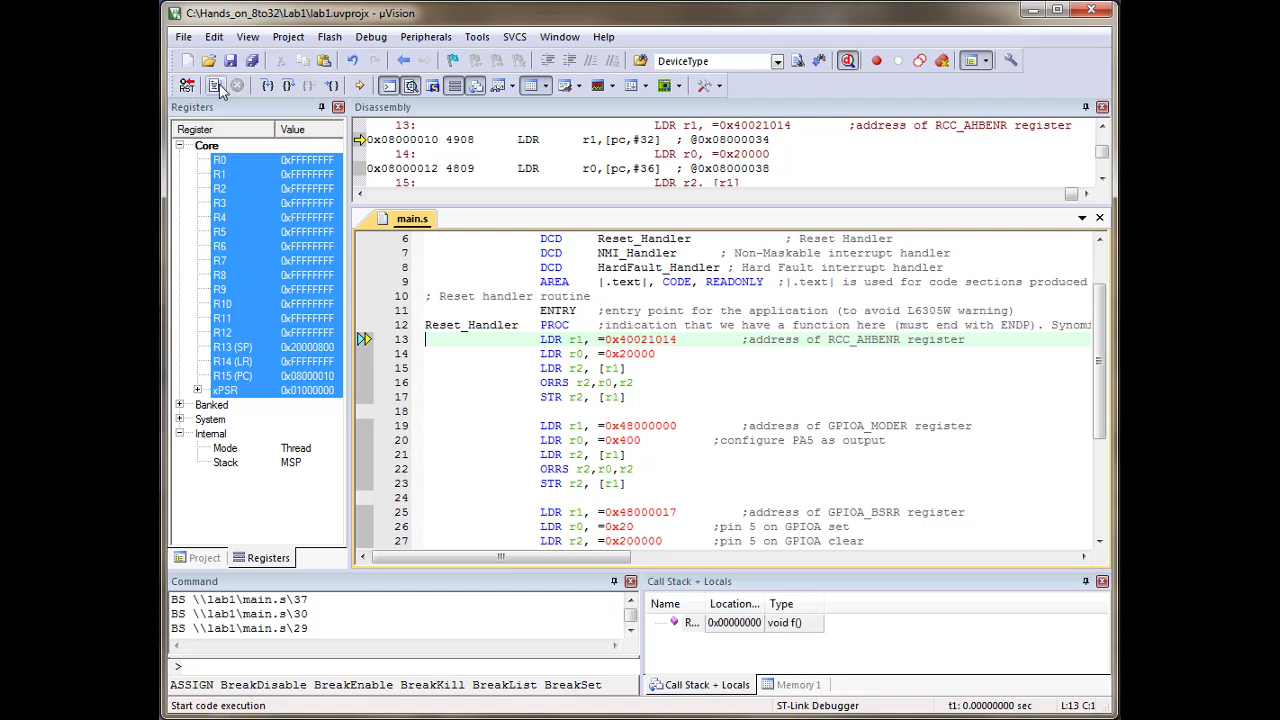 C:\Hands_on_8to32\Lab1\lab1.uvprojx - µVision
File Edit View Project Flash Debug Peripherals Tools SVCS Window Help
DeviceType
RST
Registers
Register Value
Core
R0 0xFFFFFFFF
R1 0xFFFFFFFF
R2 0xFFFFFFFF
R3 0xFFFFFFFF
R4 0xFFFFFFFF
R5 0xFFFFFFFF
R6 0xFFFFFFFF
R7 0xFFFFFFFF
R8 0xFFFFFFFF
R9 0xFFFFFFFF
R10 0xFFFFFFFF
R11 0xFFFFFFFF
R12 0xFFFFFFFF
R13 (SP) 0x20000800
R14 (LR) 0xFFFFFFFF
R15 (PC) 0x08000010
xPSR 0x01000000
Banked
System
Internal
Mode Thread
Stack MSP
Project Registers
Disassembly
13: LDR r1, =0x40021014 ;address of RCC_AHBENR register
0x08000010 4908 LDR r1,[pc,#32] ; @0x08000034
14: LDR r0, =0x20000
0x08000012 4809 LDR r0,[pc,#36] ; @0x08000038
15: LDR r2, [r1]
main.s
6 DCD Reset_Handler ; Reset Handler
7 DCD NMI_Handler ; Non-Maskable interrupt handler
8 DCD HardFault_Handler ; Hard Fault interrupt handler
9 AREA |.text|, CODE, READONLY ;|.text| is used for code sections produced
10 ; Reset handler routine
11 ENTRY ;entry point for the application (to avoid L6305W warning)
12 Reset_Handler PROC ;indication that we have a function here (must end with ENDP). Synomi
13 LDR r1, =0x40021014 ;address of RCC_AHBENR register
14 LDR r0, =0x20000
15 LDR r2, [r1]
16 ORRS r2,r0,r2
17 STR r2, [r1]
18
19 LDR r1, =0x48000000 ;address of GPIOA_MODER register
20 LDR r0, =0x400 ;configure PA5 as output
21 LDR r2, [r1]
22 ORRS r2,r0,r2
23 STR r2, [r1]
24
25 LDR r1, =0x48000017 ;address of GPIOA_BSRR register
26 LDR r0, =0x20 ;pin 5 on GPIOA set
27 LDR r2, =0x200000 ;pin 5 on GPIOA clear
Command
BS \\lab1\main.s\37
BS \\lab1\main.s\30
BS \\lab1\main.s\29
>
ASSIGN BreakDisable BreakEnable BreakKill BreakList BreakSet
Call Stack + Locals
Name Location... Type
R... 0x00000000 void f()
Call Stack + Locals Memory 1
Start code execution ST-Link Debugger t1: 0.00000000 sec L:13 C:1